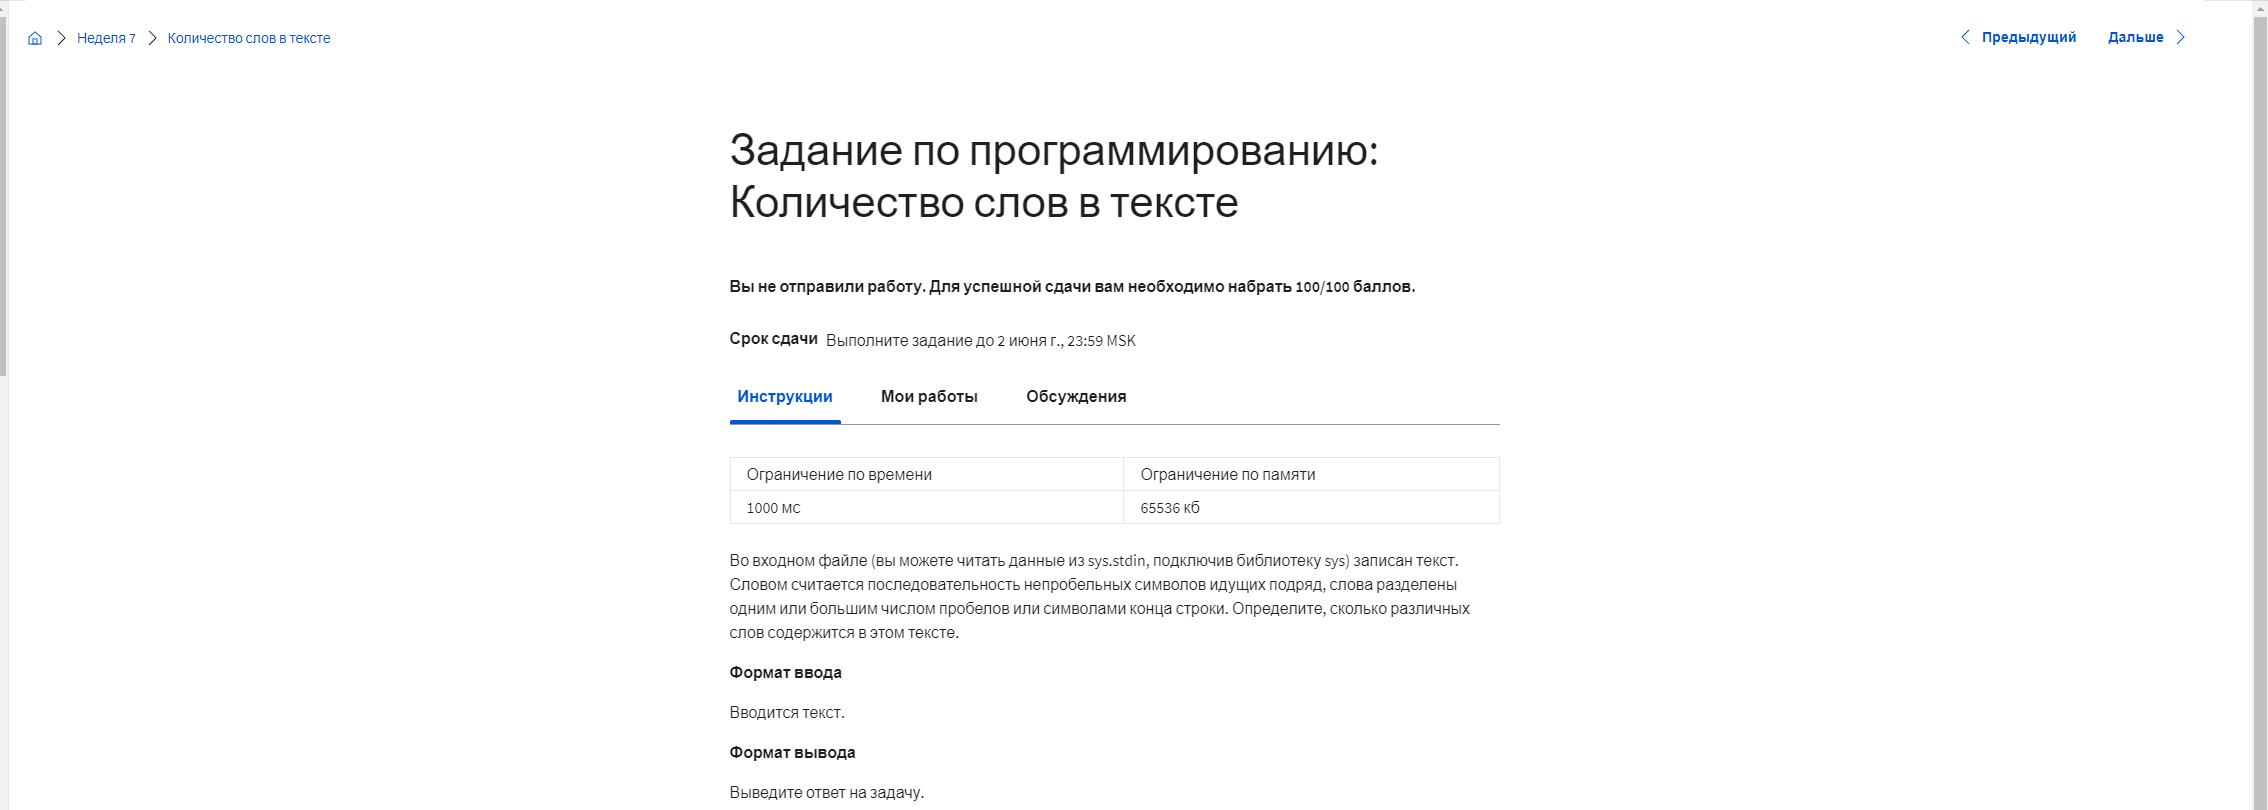 Неделя 7
Количество слов в тексте
Предыдущий
Дальше
Задание по программированию:
Количество слов в тексте
Вы не отправили работу. Для успешной сдачи вам необходимо набрать 100/100 баллов.
Срок сдачи Выполните задание до 2 июня г., 23:59 MSK
Инструкции
Мои работы
Обсуждения
Ограничение по времени
Ограничение по памяти
1000 мс
65536 кб
Во входном файле (вы можете читать данные из sys.stdin, подключив библиотеку sys) записан текст.
Словом считается последовательность непробельных символов идущих подряд, слова разделены
одним или большим числом пробелов или символами конца строки. Определите, сколько различных
слов содержится в этом тексте.
Формат ввода
Вводится текст.
Формат вывода
Выведите ответ на задачу.